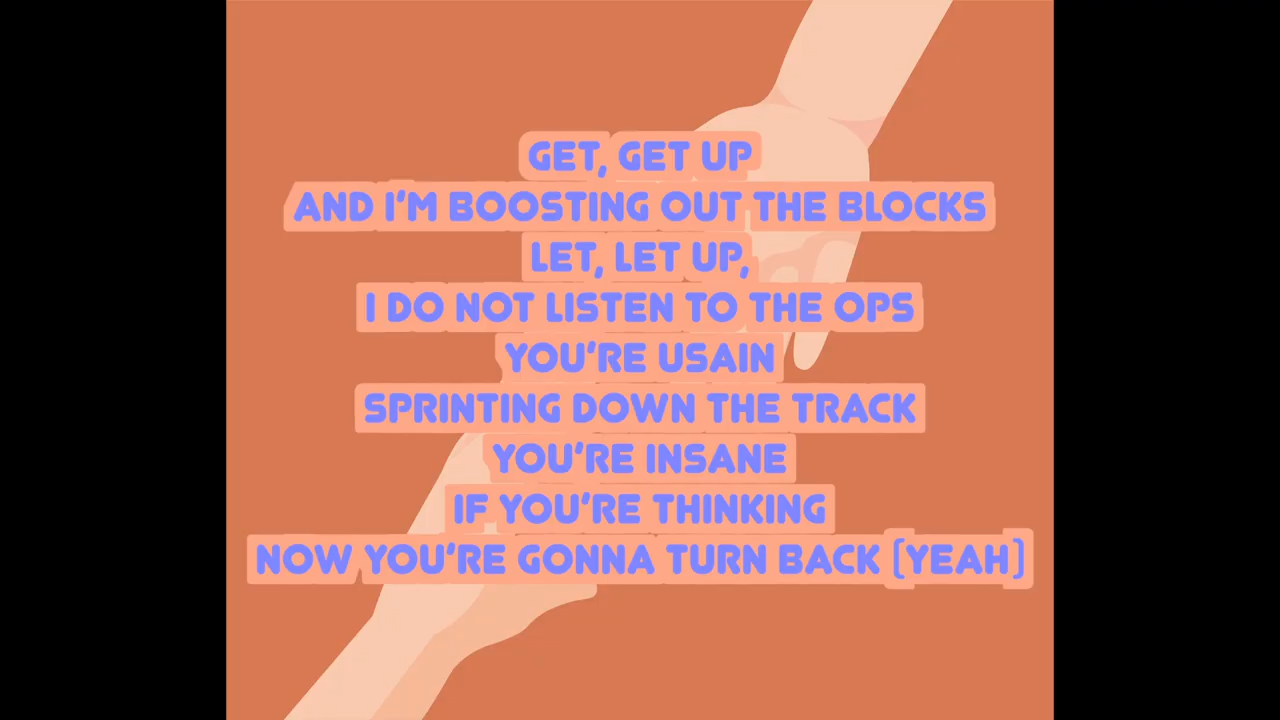 GET, GET UP
AND I'M BOOSTING OUT THE BLOCKS
LET, LET UP,
I DO NOT LISTEN TO THE OPS
YOU'RE USAIN
SPRINTING DOWN THE TRACK
YOU'RE INSANE
IF YOU'RE THINKING
NOW YOU'RE GONNA TURN BACK [YEAH]